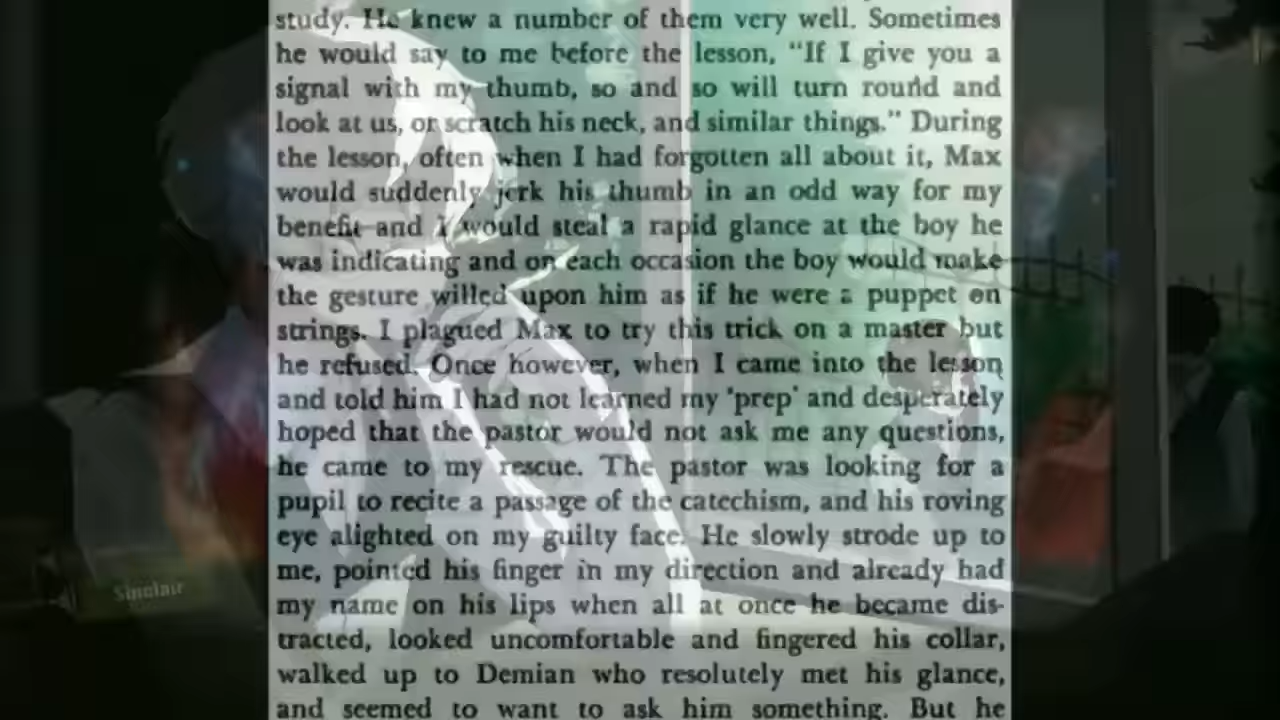 study. He knew a number of them very well. Sometimes
he would say to me before the lesson, "If I give you a
signal with my thumb, so and so will turn round and
look at us, or scratch his neck, and similar things." During
the lesson, often when I had forgotten all about it, Max
would suddenly jerk his thumb in an odd way for my
benefit and I would steal a rapid glance at the boy he
was indicating and on each occasion the boy would make
the gesture willed upon him as if he were a puppet on
strings. I plagued Max to try this trick on a master but
he refused. Once however, when I came into the lesson
and told him I had not learned my 'prep' and desperately
hoped that the pastor would not ask me any questions,
he came to my rescue. The pastor was looking for a
pupil to recite a passage of the catechism, and his roving
eye alighted on my guilty face. He slowly strode up to
me, pointed his finger in my direction and already had
my name on his lips when all at once he became dis-
tracted, looked uncomfortable and fingered his collar,
walked up to Demian who resolutely met his glance,
and seemed to want to ask him something. But he
Sinclair